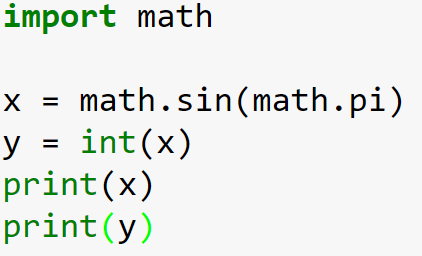 import math
x = math.sin(math.pi)
y = int(x)
print(x)
print(y)